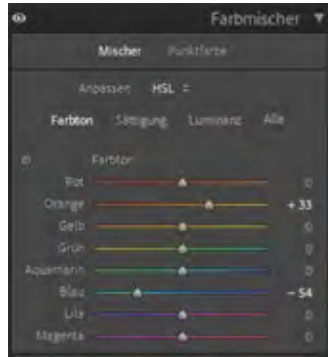 Farbmischer
Mischer Punktfarbe
Anpassen: HSL
Farbton Sättigung Luminanz Alle
Farbton
Rot 0
Orange + 33
Gelb 0
Grün 0
Aquamarin 0
Blau - 54
Lila 0
Magenta 0